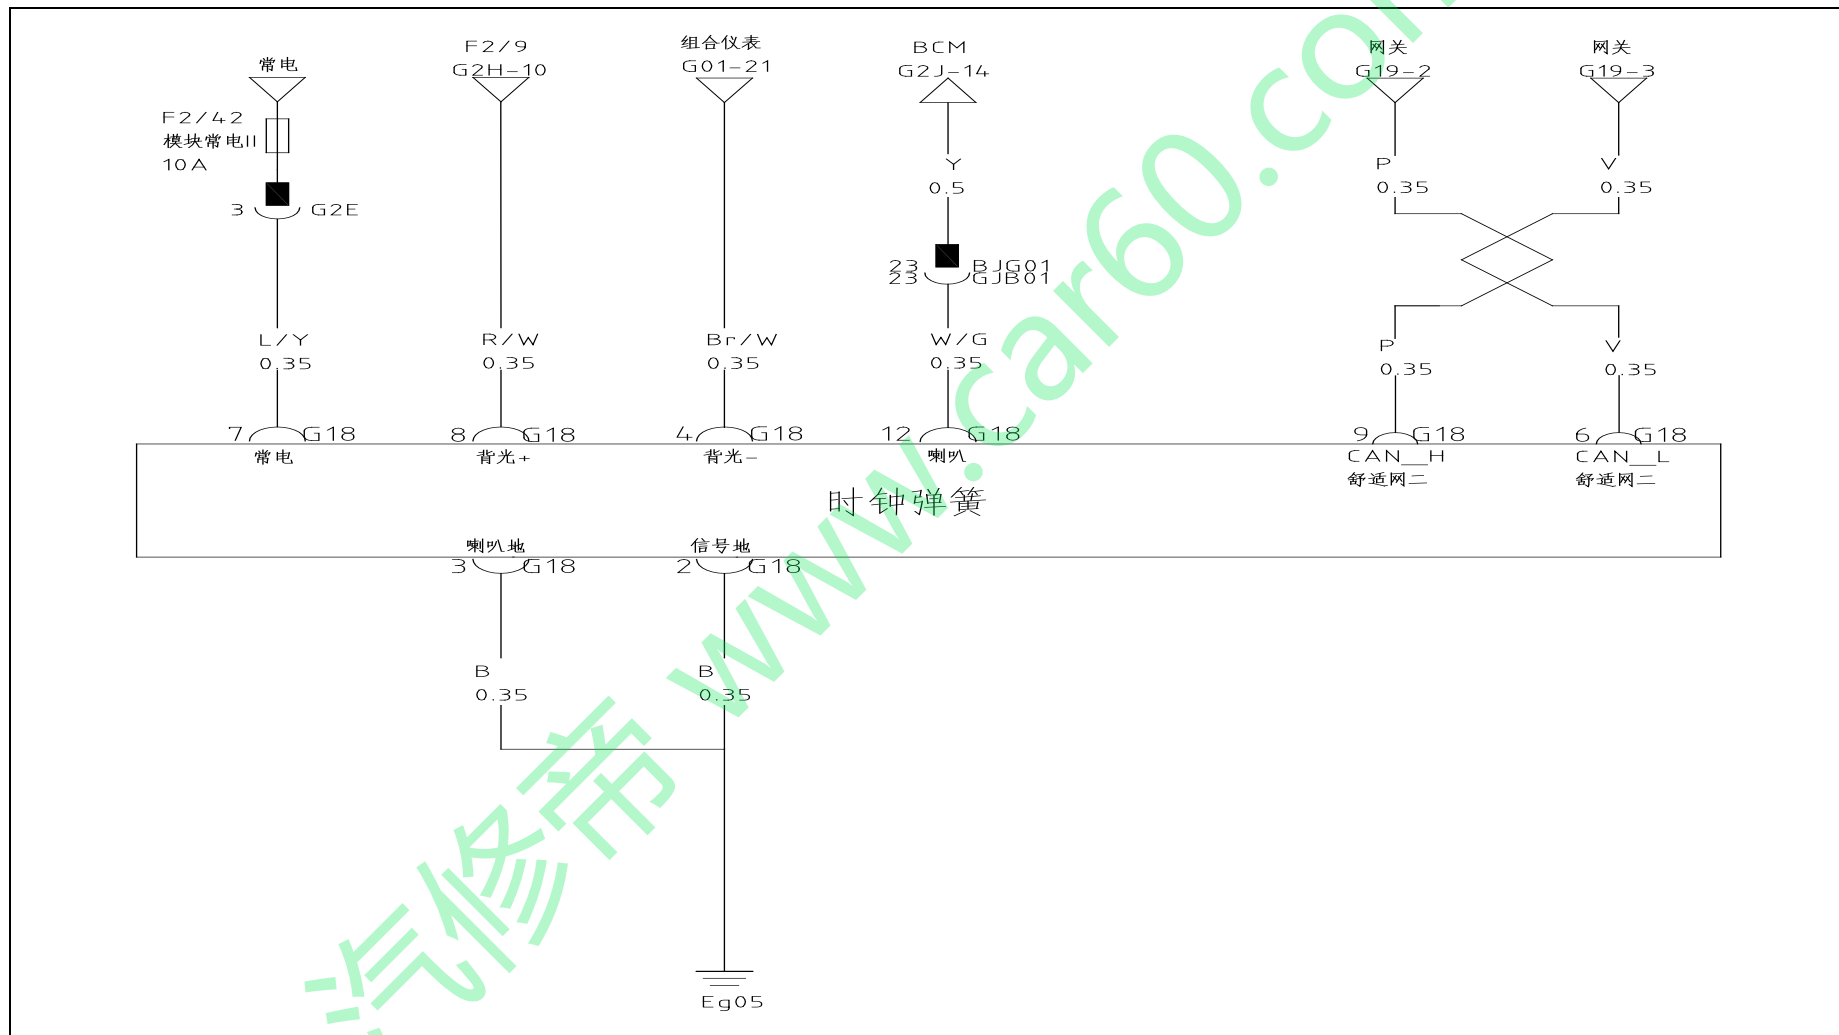 常电
F2/9
G2H-10
组合仪表
G01-21
BCM
G2J-14
网关
G19-2
网关
G19-3
F2/42
模块常电II
10A
3 G2E
Y
0.5
P
0.35
V
0.35
23 BJG01
23 GJB01
L/Y
0.35
R/W
0.35
Br/W
0.35
W/G
0.35
P
0.35
V
0.35
7 G18
8 G18
4 G18
12 G18
9 G18
6 G18
常电
背光+
背光-
喇叭
CAN__H
舒适网二
CAN__L
舒适网二
时钟弹簧
喇叭地
信号地
3 G18
2 G18
B
0.35
B
0.35
Eg05
汽修帝 www.car60.com